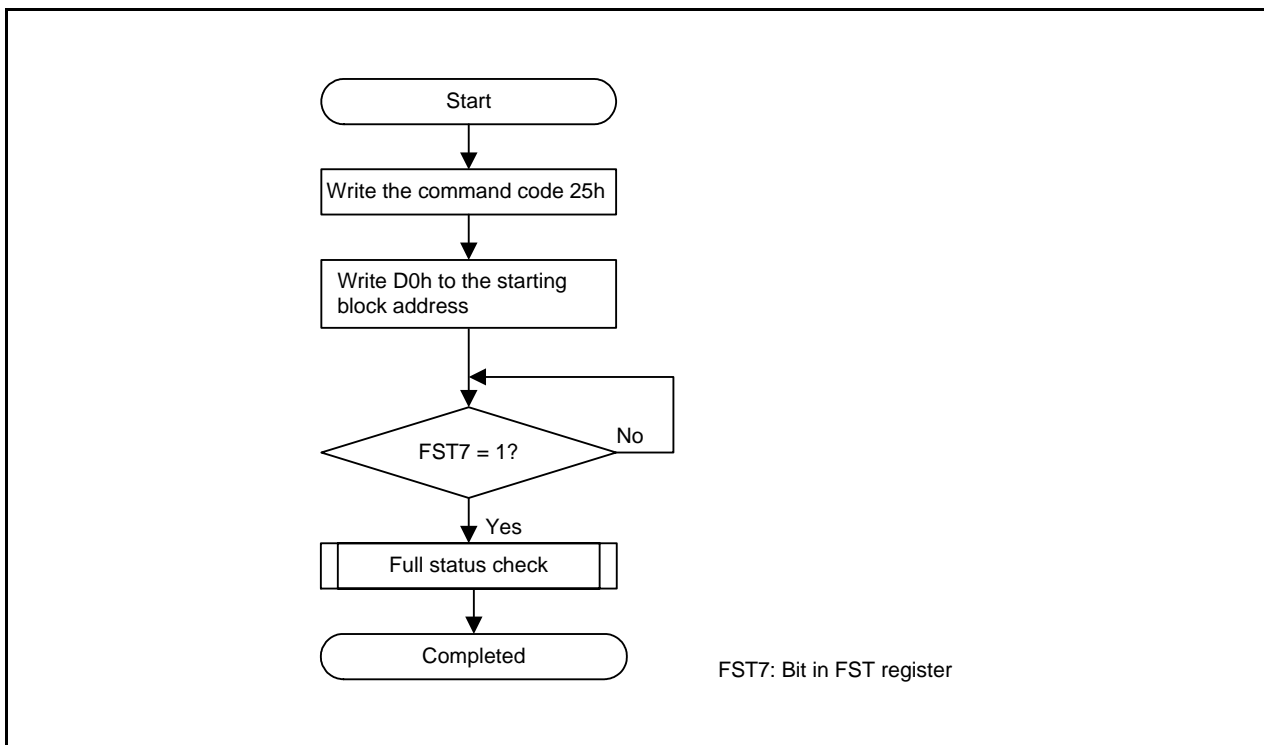 Start
Write the command code 25h
Write D0h to the starting
block address
FST7 = 1?
No
Yes
Full status check
Completed
FST7: Bit in FST register